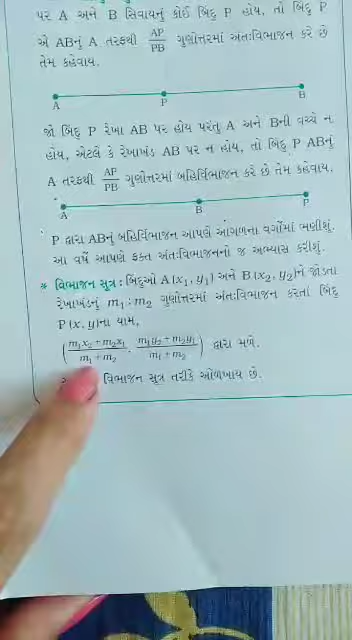 પર A અને B સિવાયનું કોઈ બિંદુ P હોય, તો બિંદુ P
એ ABનું A તરફથી AP/PB ગુણોત્તરમાં અંતઃવિભાજન કરે છે
તેમ કહેવાય.
A P B
જો બિંદુ P રેખા AB પર હોય પરંતુ A અને Bની વચ્ચે ન
હોય, એટલે કે રેખાખંડ AB પર ન હોય, તો બિંદુ P ABનું
A તરફથી AP/PB ગુણોત્તરમાં બહિર્વિભાજન કરે છે તેમ કહેવાય.
A B P
P દ્વારા ABનું બહિર્વિભાજન આપણે આગળના વર્ગોમાં ભણીશું.
આ વર્ષે આપણે ફક્ત અંતઃવિભાજનનો જ અભ્યાસ કરીશું.
* વિભાજન સૂત્ર : બિંદુઓ A(x₁, y₁) અને B(x₂, y₂)ને જોડતા
રેખાખંડનું m₁ : m₂ ગુણોત્તરમાં અંતઃવિભાજન કરતા બિંદુ
P(x, y)ના યામ,
((m₁x₂ + m₂x₁)/(m₁ + m₂), (m₁y₂ + m₂y₁)/(m₁ + m₂)) દ્વારા મળે.
વિભાજન સૂત્ર તરીકે ઓળખાય છે.